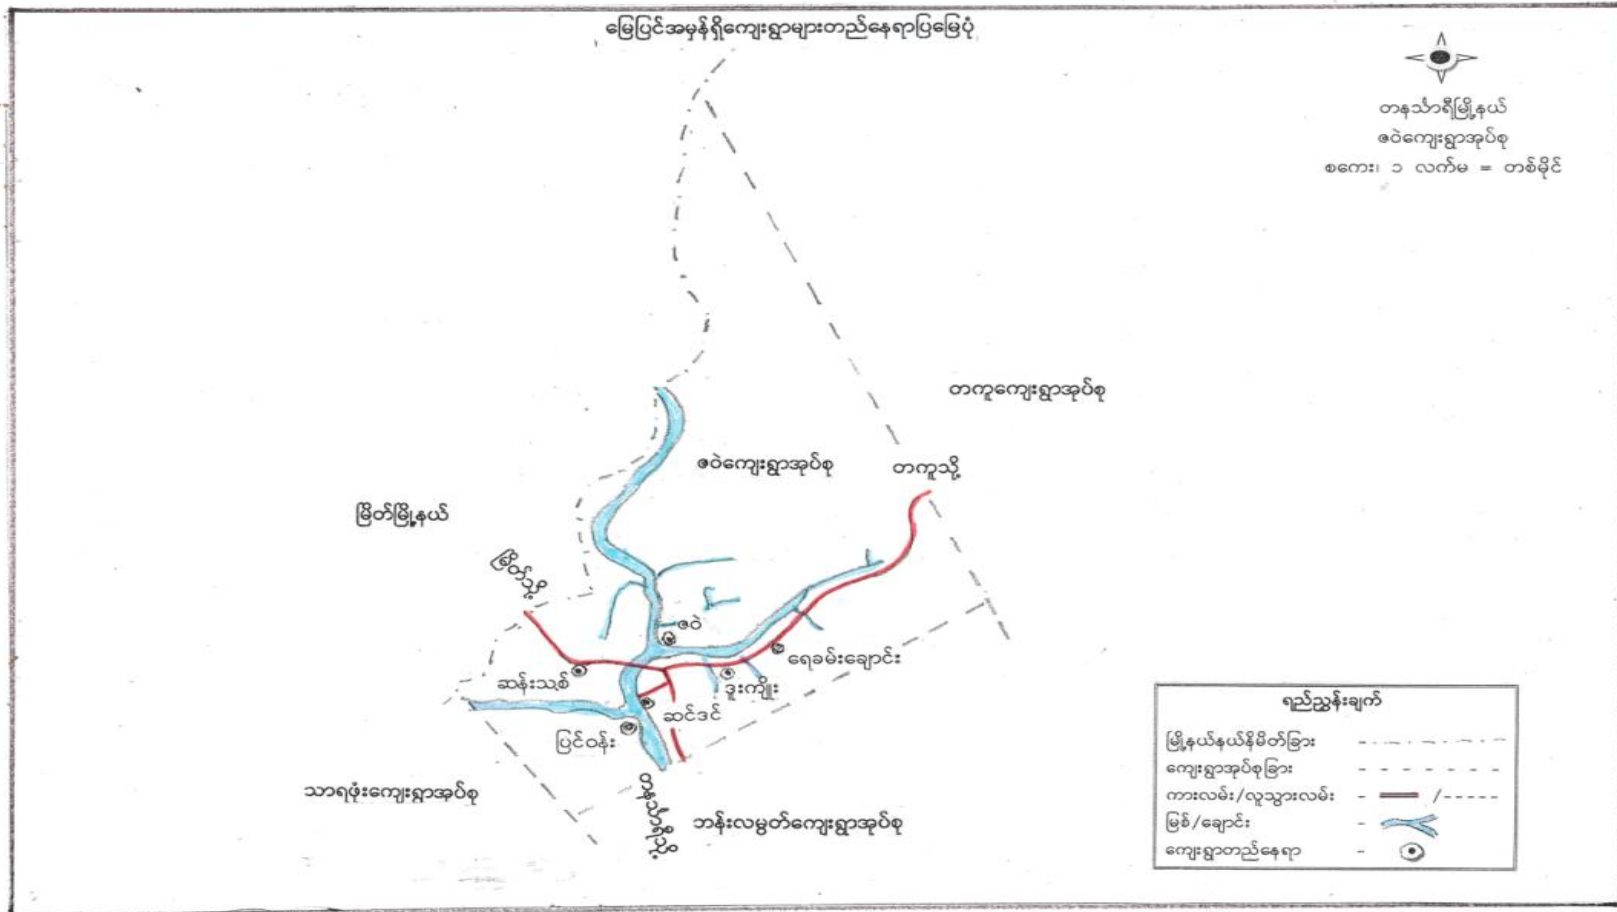 မြေပြင်အမှန်ရှိကျေးရွာများတည်နေရာပြမြေပုံ
တနင်္သာရီမြို့နယ်
ဇဝဲကျေးရွာအုပ်စု
စကေး၊ ၁ လက်မ = တစ်မိုင်
တကူကျေးရွာအုပ်စု
ဇဝဲကျေးရွာအုပ်စု
တကူသို့
မြိတ်မြို့နယ်
မြိတ်သို့
ဇဝဲ
ရေခမ်းချောင်း
ဆန်းသစ်
ဒူးကျိုး
ဆင်ဒင်
ပြင်ဝန်း
သာရဖုံးကျေးရွာအုပ်စု
တနင်္သာရီသို့
ဘန်းလမွတ်ကျေးရွာအုပ်စု
ရည်ညွှန်းချက်
မြို့နယ်နယ်နိမိတ်ခြား
ကျေးရွာအုပ်စုခြား
ကားလမ်း/လူသွားလမ်း
မြစ်/ချောင်း
ကျေးရွာတည်နေရာ